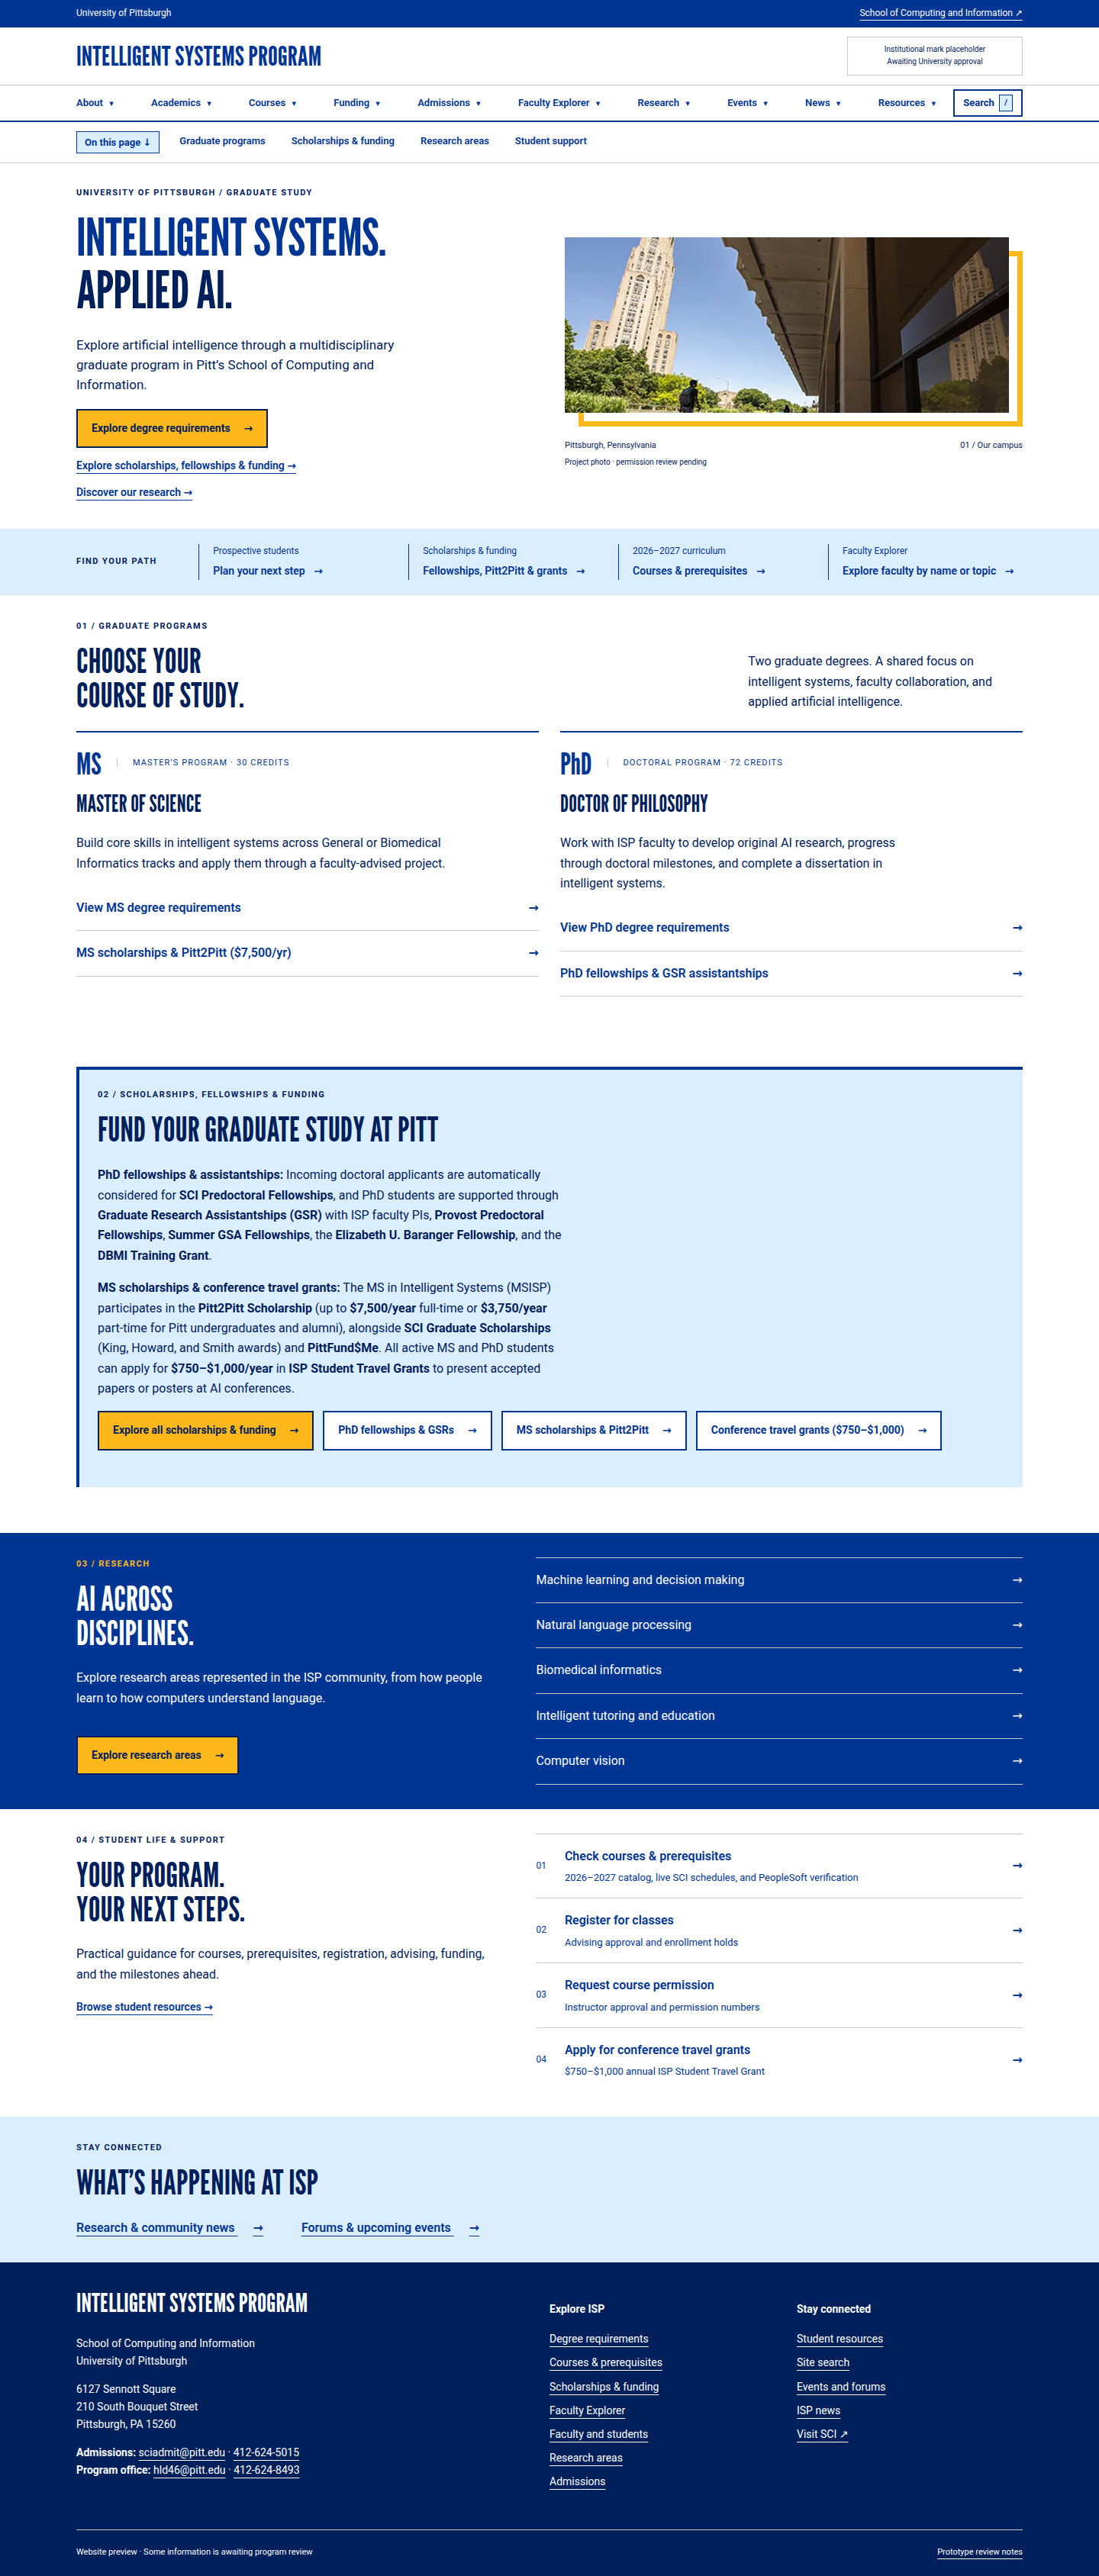 University of Pittsburgh
School of Computing and Information ↗
INTELLIGENT SYSTEMS PROGRAM
Institutional mark placeholder
Awaiting University approval
About ▾ Academics ▾ Courses ▾ Funding ▾ Admissions ▾ Faculty Explorer ▾ Research ▾ Events ▾ News ▾ Resources ▾ Search /
On this page ↓ Graduate programs Scholarships & funding Research areas Student support
UNIVERSITY OF PITTSBURGH / GRADUATE STUDY
INTELLIGENT SYSTEMS.
APPLIED AI.
Explore artificial intelligence through a multidisciplinary
graduate program in Pitt's School of Computing and
Information.
Explore degree requirements →
Explore scholarships, fellowships & funding →
Discover our research →
Pittsburgh, Pennsylvania
01 / Our campus
Project photo · permission review pending
FIND YOUR PATH
Prospective students
Plan your next step →
Scholarships & funding
Fellowships, Pitt2Pitt & grants →
2026–2027 curriculum
Courses & prerequisites →
Faculty Explorer
Explore faculty by name or topic →
01 / GRADUATE PROGRAMS
CHOOSE YOUR
COURSE OF STUDY.
Two graduate degrees. A shared focus on
intelligent systems, faculty collaboration, and
applied artificial intelligence.
MS | MASTER'S PROGRAM · 30 CREDITS
MASTER OF SCIENCE
Build core skills in intelligent systems across General or Biomedical
Informatics tracks and apply them through a faculty-advised project.
View MS degree requirements →
MS scholarships & Pitt2Pitt ($7,500/yr) →
PhD | DOCTORAL PROGRAM · 72 CREDITS
DOCTOR OF PHILOSOPHY
Work with ISP faculty to develop original AI research, progress
through doctoral milestones, and complete a dissertation in
intelligent systems.
View PhD degree requirements →
PhD fellowships & GSR assistantships →
02 / SCHOLARSHIPS, FELLOWSHIPS & FUNDING
FUND YOUR GRADUATE STUDY AT PITT
PhD fellowships & assistantships: Incoming doctoral applicants are automatically
considered for SCI Predoctoral Fellowships, and PhD students are supported through
Graduate Research Assistantships (GSR) with ISP faculty PIs, Provost Predoctoral
Fellowships, Summer GSA Fellowships, the Elizabeth U. Baranger Fellowship, and the
DBMI Training Grant.
MS scholarships & conference travel grants: The MS in Intelligent Systems (MSISP)
participates in the Pitt2Pitt Scholarship (up to $7,500/year full-time or $3,750/year
part-time for Pitt undergraduates and alumni), alongside SCI Graduate Scholarships
(King, Howard, and Smith awards) and PittFund$Me. All active MS and PhD students
can apply for $750–$1,000/year in ISP Student Travel Grants to present accepted
papers or posters at AI conferences.
Explore all scholarships & funding → PhD fellowships & GSRs → MS scholarships & Pitt2Pitt → Conference travel grants ($750–$1,000) →
03 / RESEARCH
AI ACROSS
DISCIPLINES.
Explore research areas represented in the ISP community, from how people
learn to how computers understand language.
Explore research areas →
Machine learning and decision making →
Natural language processing →
Biomedical informatics →
Intelligent tutoring and education →
Computer vision →
04 / STUDENT LIFE & SUPPORT
YOUR PROGRAM.
YOUR NEXT STEPS.
Practical guidance for courses, prerequisites, registration, advising, funding,
and the milestones ahead.
Browse student resources →
01 Check courses & prerequisites →
2026–2027 catalog, live SCI schedules, and PeopleSoft verification
02 Register for classes →
Advising approval and enrollment holds
03 Request course permission →
Instructor approval and permission numbers
04 Apply for conference travel grants →
$750–$1,000 annual ISP Student Travel Grant
STAY CONNECTED
WHAT'S HAPPENING AT ISP
Research & community news → Forums & upcoming events →
INTELLIGENT SYSTEMS PROGRAM
School of Computing and Information
University of Pittsburgh
6127 Sennott Square
210 South Bouquet Street
Pittsburgh, PA 15260
Admissions: sciadmit@pitt.edu · 412-624-5015
Program office: hld46@pitt.edu · 412-624-8493
Explore ISP
Degree requirements
Courses & prerequisites
Scholarships & funding
Faculty Explorer
Faculty and students
Research areas
Admissions
Stay connected
Student resources
Site search
Events and forums
ISP news
Visit SCI ↗
Website preview · Some information is awaiting program review
Prototype review notes